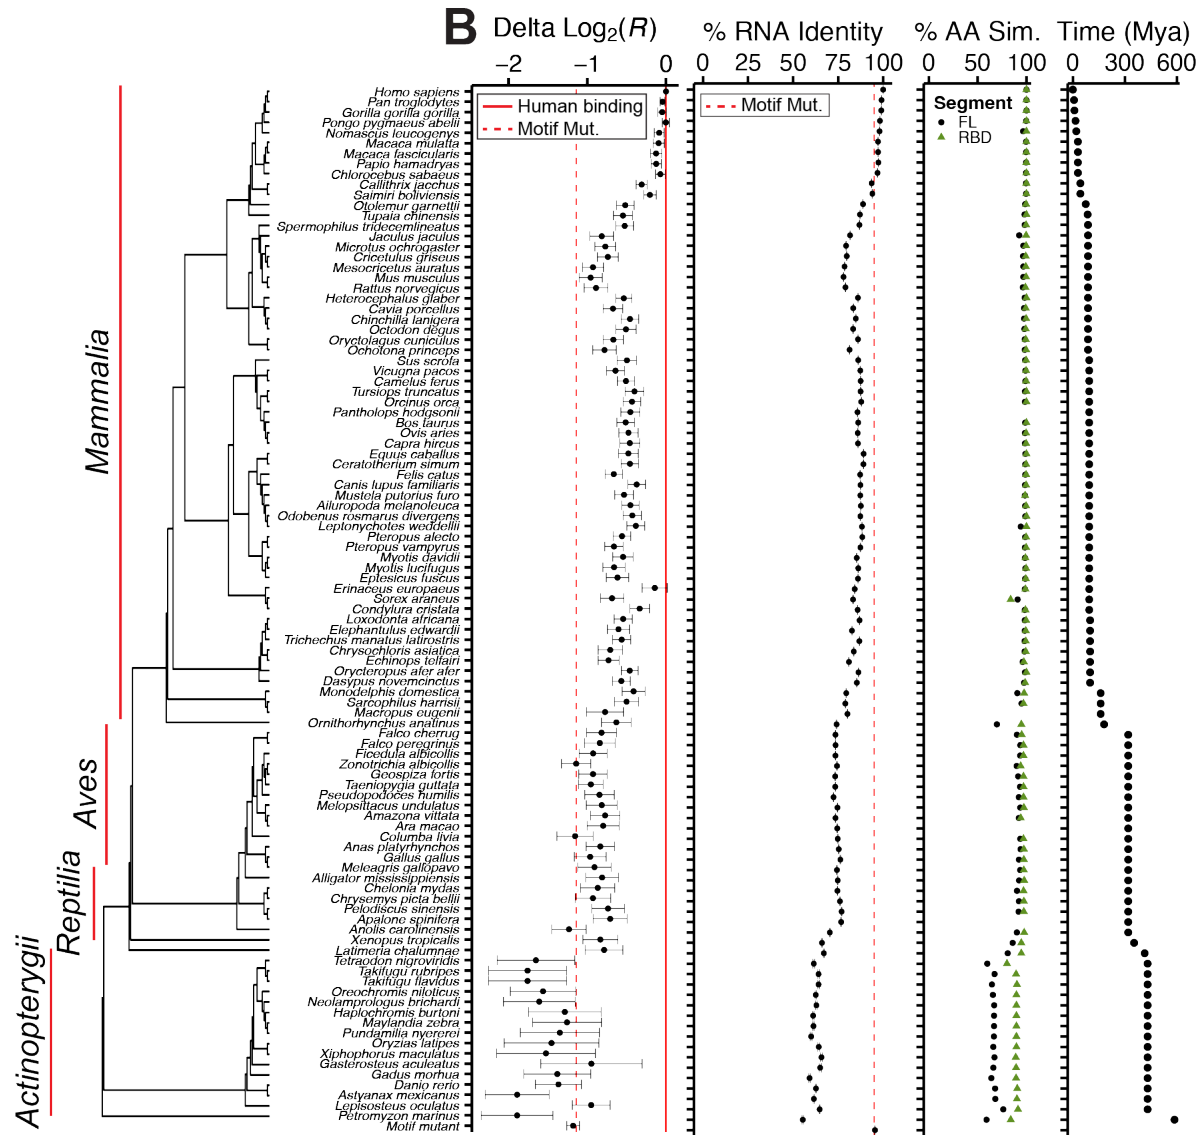 B
Delta Log2(R)
% RNA Identity
% AA Sim.
Time (Mya)
−2 −1 0
0 25 50 75 100
0 50 100
0 300 600
Human binding
Motif Mut.
Motif Mut.
Segment
FL
RBD
Mammalia
Aves
Reptilia
Actinopterygii
Homo sapiens
Pan troglodytes
Gorilla gorilla gorilla
Pongo pygmaeus abelii
Nomascus leucogenys
Macaca mulatta
Macaca fascicularis
Papio hamadryas
Chlorocebus sabaeus
Callithrix jacchus
Saimiri boliviensis
Otolemur garnettii
Tupaia chinensis
Spermophilus tridecemlineatus
Jaculus jaculus
Microtus ochrogaster
Cricetulus griseus
Mesocricetus auratus
Mus musculus
Rattus norvegicus
Heterocephalus glaber
Cavia porcellus
Chinchilla lanigera
Octodon degus
Oryctolagus cuniculus
Ochotona princeps
Sus scrofa
Vicugna pacos
Camelus ferus
Tursiops truncatus
Orcinus orca
Pantholops hodgsonii
Bos taurus
Ovis aries
Capra hircus
Equus caballus
Ceratotherium simum
Felis catus
Canis lupus familiaris
Mustela putorius furo
Ailuropoda melanoleuca
Odobenus rosmarus divergens
Leptonychotes weddellii
Pteropus alecto
Pteropus vampyrus
Myotis davidii
Myotis lucifugus
Eptesicus fuscus
Erinaceus europaeus
Sorex araneus
Condylura cristata
Loxodonta africana
Elephantulus edwardii
Trichechus manatus latirostris
Chrysochloris asiatica
Echinops telfairi
Orycteropus afer afer
Dasypus novemcinctus
Monodelphis domestica
Sarcophilus harrisii
Macropus eugenii
Ornithorhynchus anatinus
Falco cherrug
Falco peregrinus
Ficedula albicollis
Zonotrichia albicollis
Geospiza fortis
Taeniopygia guttata
Pseudopodoces humilis
Melopsittacus undulatus
Amazona vittata
Ara macao
Columba livia
Anas platyrhynchos
Gallus gallus
Meleagris gallopavo
Alligator mississippiensis
Chelonia mydas
Chrysemys picta bellii
Pelodiscus sinensis
Apalone spinifera
Anolis carolinensis
Xenopus tropicalis
Latimeria chalumnae
Tetraodon nigroviridis
Takifugu rubripes
Takifugu flavidus
Oreochromis niloticus
Neolamprologus brichardi
Haplochromis burtoni
Maylandia zebra
Pundamilia nyererei
Oryzias latipes
Xiphophorus maculatus
Gasterosteus aculeatus
Gadus morhua
Danio rerio
Astyanax mexicanus
Lepisosteus oculatus
Petromyzon marinus
Motif mutant